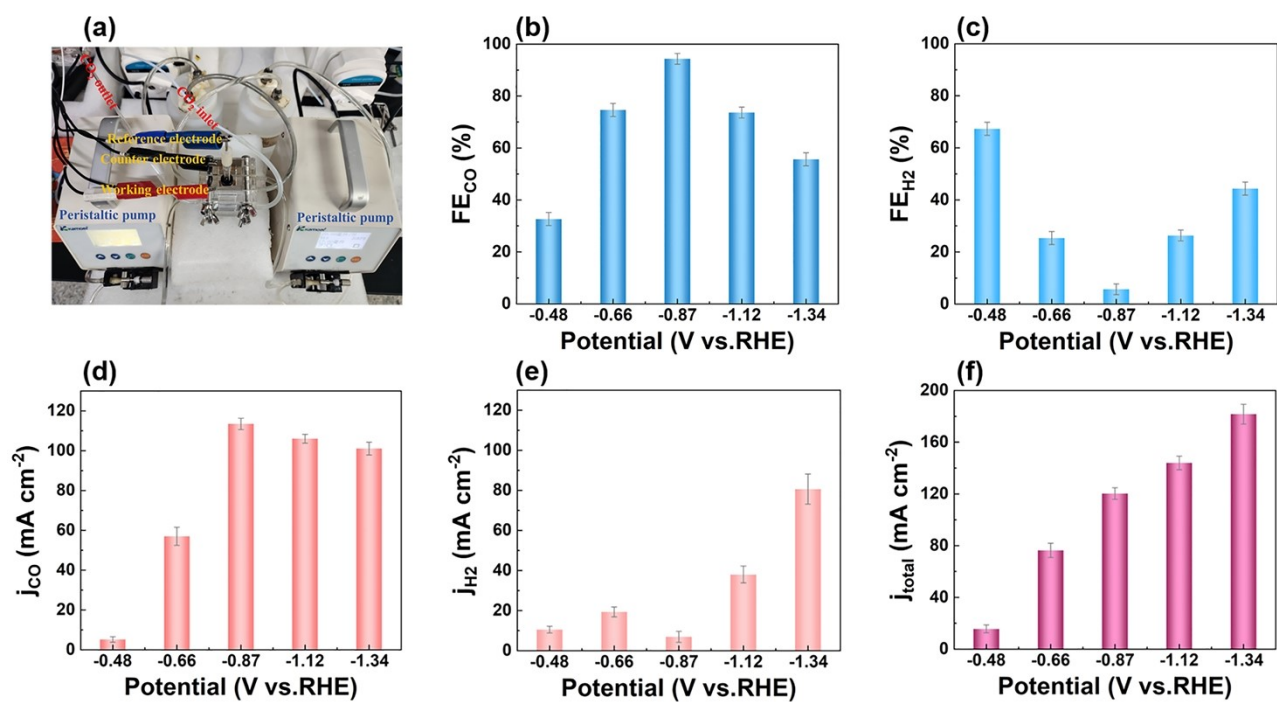 (a)
CO₂ outlet
CO₂ inlet
Reference electrode
Counter electrode
Working electrode
Peristaltic pump
Peristaltic pump
(b)
100
80
60
40
20
0
FE_CO (%)
-0.48 -0.66 -0.87 -1.12 -1.34
Potential (V vs.RHE)
(c)
100
80
60
40
20
0
FE_H2 (%)
-0.48 -0.66 -0.87 -1.12 -1.34
Potential (V vs.RHE)
(d)
120
100
80
60
40
20
0
j_CO (mA cm⁻²)
-0.48 -0.66 -0.87 -1.12 -1.34
Potential (V vs.RHE)
(e)
120
100
80
60
40
20
0
j_H2 (mA cm⁻²)
-0.48 -0.66 -0.87 -1.12 -1.34
Potential (V vs.RHE)
(f)
200
160
120
80
40
0
j_total (mA cm⁻²)
-0.48 -0.66 -0.87 -1.12 -1.34
Potential (V vs.RHE)